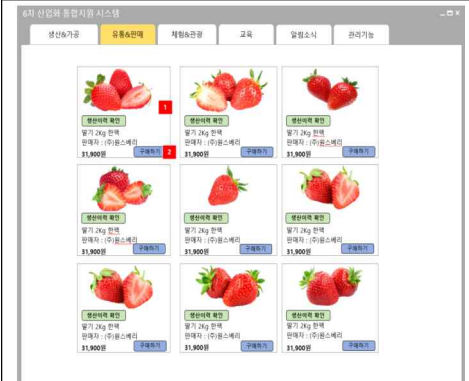 6차 산업화 통합지원 시스템
생산&가공 유통&판매 체험&관광 교육 알림소식 관리기능
1
생산이력 확인 생산이력 확인 생산이력 확인
딸기 2Kg 한팩 딸기 2Kg 한팩 딸기 2Kg 한팩
판매자 : (주)원스베리 판매자 : (주)원스베리 판매자 : (주)원스베리
31,900원 구매하기 2 31,900원 구매하기 31,900원 구매하기
생산이력 확인 생산이력 확인 생산이력 확인
딸기 2Kg 한팩 딸기 2Kg 한팩 딸기 2Kg 한팩
판매자 : (주)원스베리 판매자 : (주)원스베리 판매자 : (주)원스베리
31,900원 구매하기 31,900원 구매하기 31,900원 구매하기
생산이력 확인 생산이력 확인 생산이력 확인
딸기 2Kg 한팩 딸기 2Kg 한팩 딸기 2Kg 한팩
판매자 : (주)원스베리 판매자 : (주)원스베리 판매자 : (주)원스베리
31,900원 구매하기 31,900원 구매하기 31,900원 구매하기